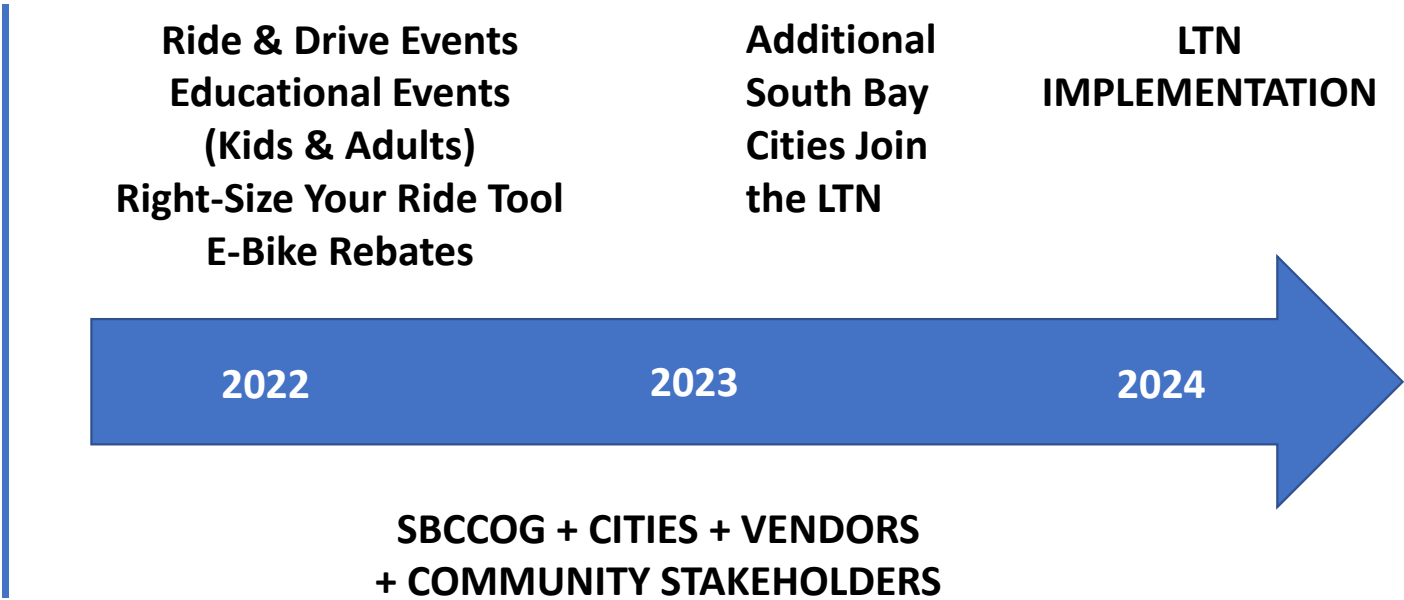 Ride & Drive Events
Educational Events
(Kids & Adults)
Right-Size Your Ride Tool
E-Bike Rebates
Additional
South Bay
Cities Join
the LTN
LTN
IMPLEMENTATION
2022
2023
2024
SBCCOG + CITIES + VENDORS
+ COMMUNITY STAKEHOLDERS